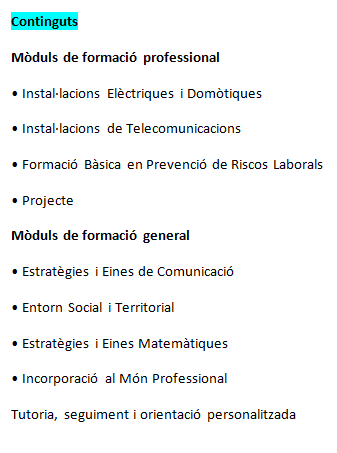 Continguts
Mòduls de formació professional
• Instal·lacions Elèctriques i Domòtiques
• Instal·lacions de Telecomunicacions
• Formació Bàsica en Prevenció de Riscos Laborals
• Projecte
Mòduls de formació general
• Estratègies i Eines de Comunicació
• Entorn Social i Territorial
• Estratègies i Eines Matemàtiques
• Incorporació al Món Professional
Tutoria, seguiment i orientació personalitzada